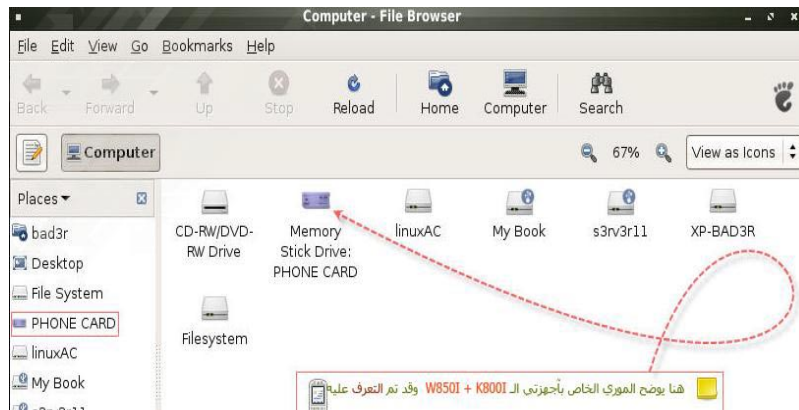 Computer - File Browser
File Edit View Go Bookmarks Help
Back Forward Up Stop Reload Home Computer Search
Computer 67% View as Icons
Places
bad3r
Desktop
File System
PHONE CARD
linuxAC
My Book
s3rv3r11
CD-RW/DVD-
RW Drive
Memory
Stick Drive:
PHONE CARD
linuxAC
My Book
s3rv3r11
XP-BAD3R
Filesystem
هنا يوضح الموري الخاص بأجهزتي الـ W850I + K800I وقد تم التعرف عليه